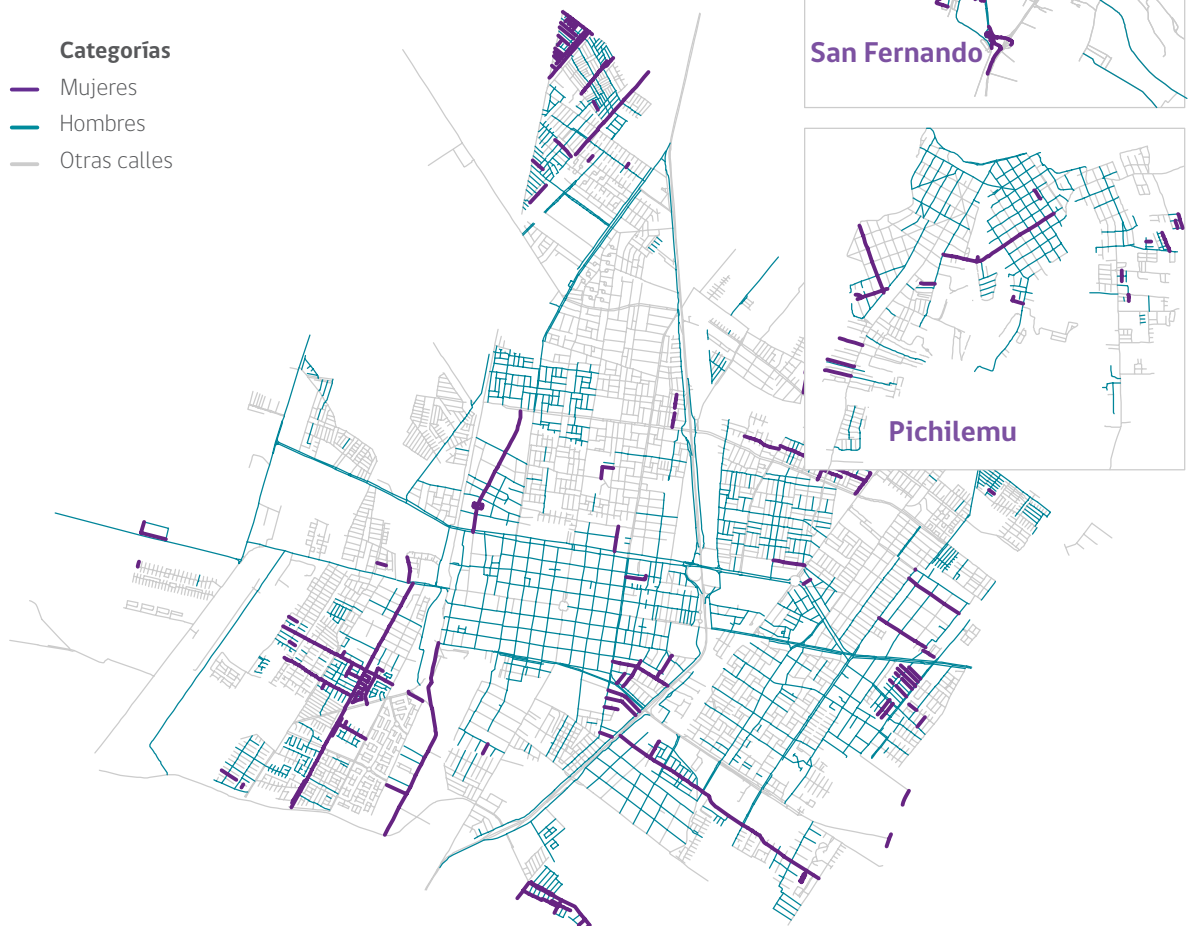 Categorías
Mujeres
Hombres
Otras calles
San Fernando
Pichilemu